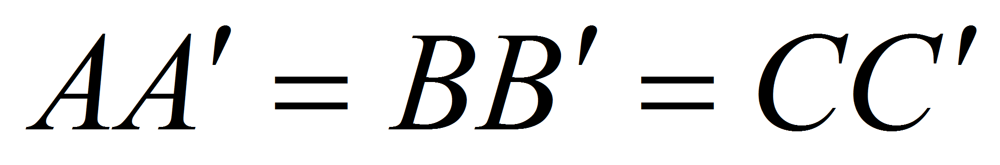 AA′ = BB′ = CC′